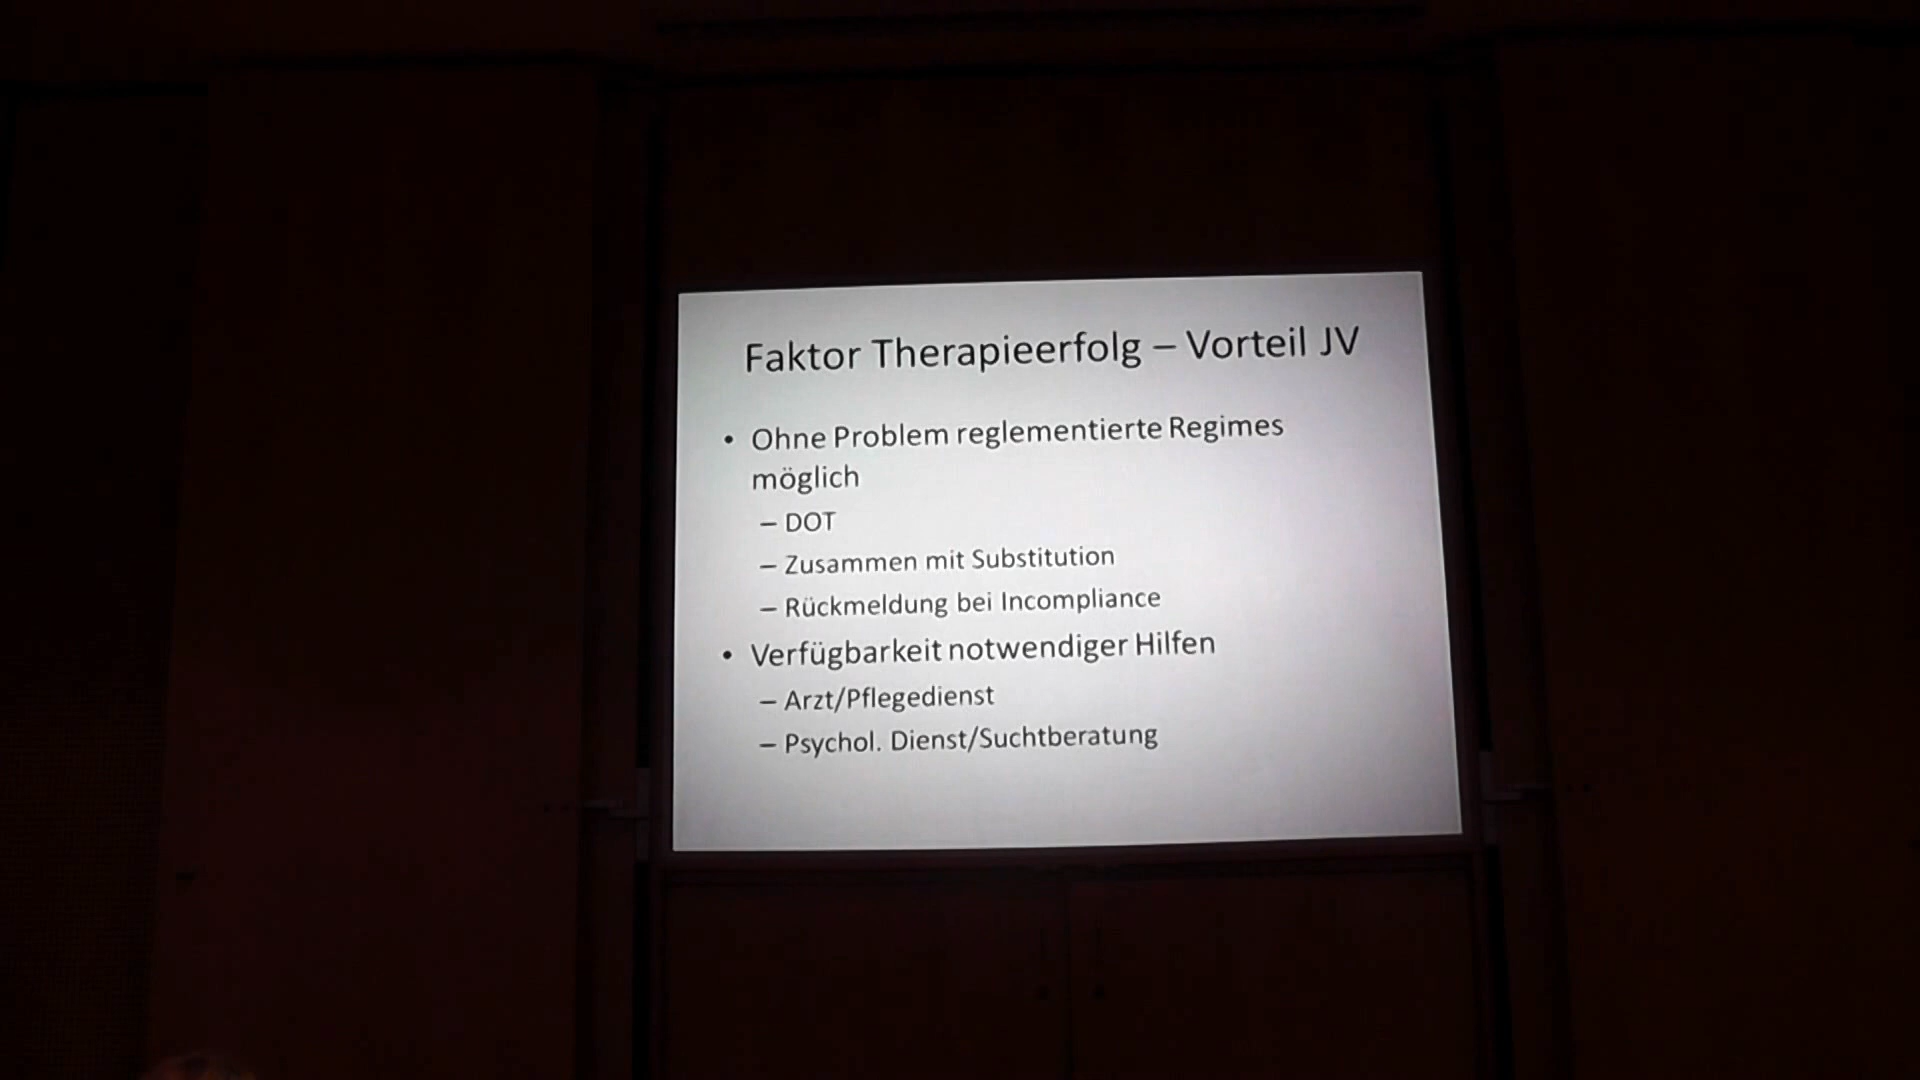 Faktor Therapieerfolg – Vorteil JV
• Ohne Problem reglementierte Regimes
möglich
– DOT
– Zusammen mit Substitution
– Rückmeldung bei Incompliance
• Verfügbarkeit notwendiger Hilfen
– Arzt/Pflegedienst
– Psychol. Dienst/Suchtberatung